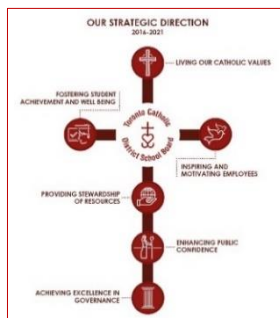 OUR STRATEGIC DIRECTION
2016-2021
LIVING OUR CATHOLIC VALUES
FOSTERING STUDENT
ACHIEVEMENT AND WELL BEING
Toronto Catholic
District School Board
INSPIRING AND
MOTIVATING EMPLOYEES
PROVIDING STEWARDSHIP
OF RESOURCES
ENHANCING PUBLIC
CONFIDENCE
ACHIEVING EXCELLENCE IN
GOVERNANCE